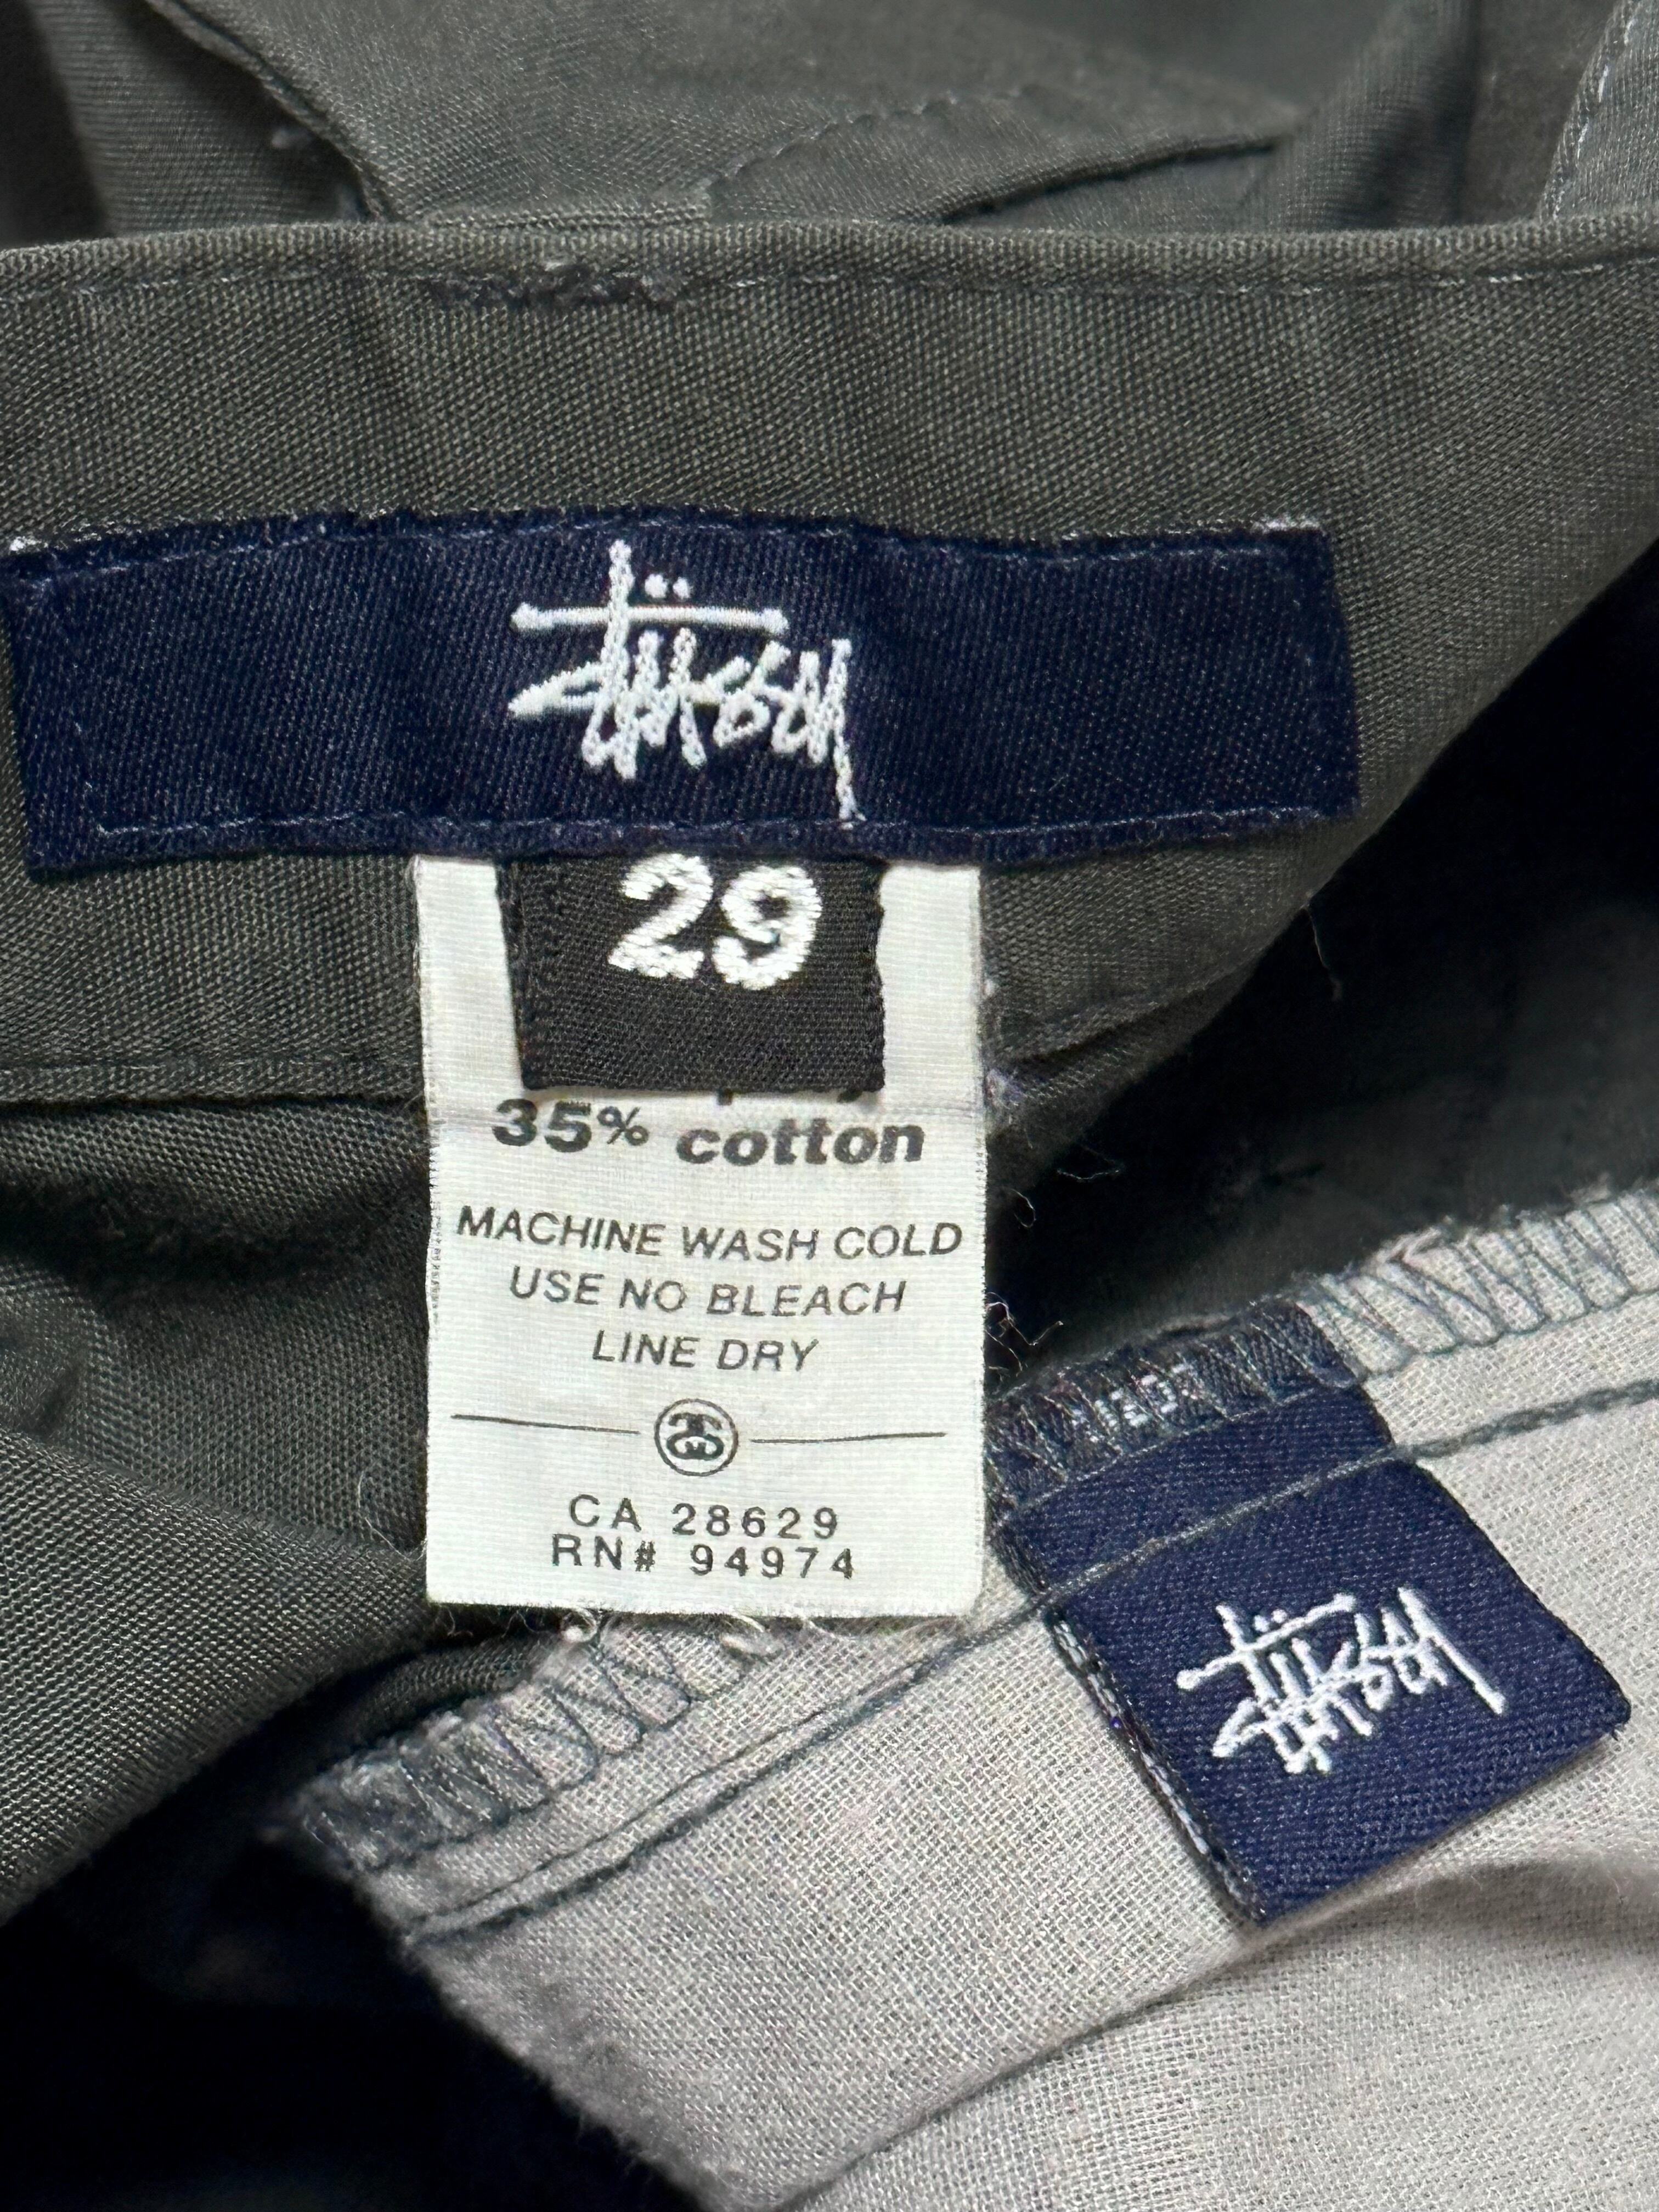 Stüssy
29
35% cotton
MACHINE WASH COLD
USE NO BLEACH
LINE DRY
CA 28629
RN# 94974
Stüssy